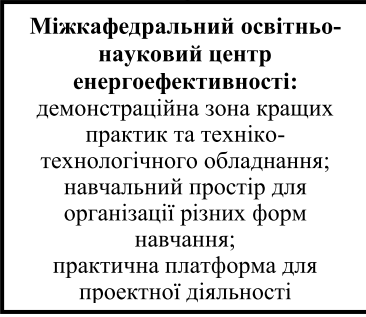 Міжкафедральний освітньо-
науковий центр
енергоефективності:
демонстраційна зона кращих
практик та техніко-
технологічного обладнання;
навчальний простір для
організації різних форм
навчання;
практична платформа для
проектної діяльності